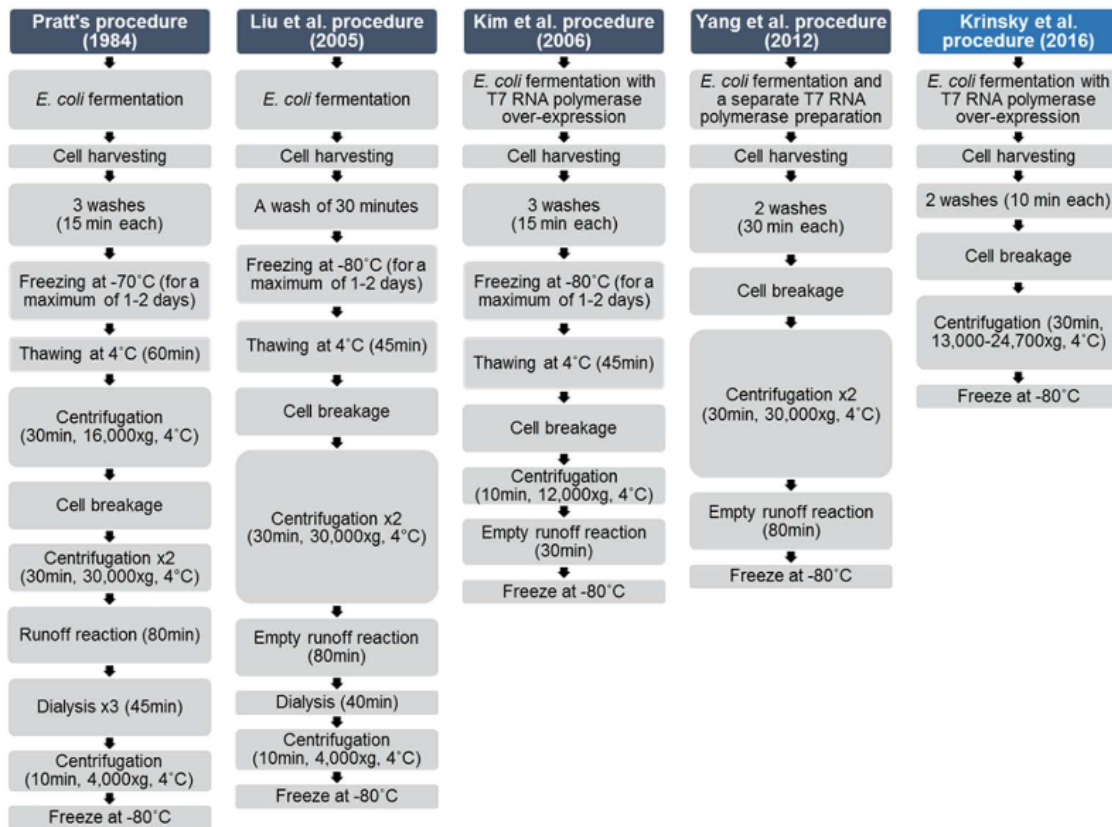 Pratt's procedure
(1984)
E. coli fermentation
Cell harvesting
3 washes
(15 min each)
Freezing at -70˚C (for a
maximum of 1-2 days)
Thawing at 4˚C (60min)
Centrifugation
(30min, 16,000xg, 4˚C)
Cell breakage
Centrifugation x2
(30min, 30,000xg, 4˚C)
Runoff reaction (80min)
Dialysis x3 (45min)
Centrifugation
(10min, 4,000xg, 4˚C)
Freeze at -80˚C
Liu et al. procedure
(2005)
E. coli fermentation
Cell harvesting
A wash of 30 minutes
Freezing at -80˚C (for a
maximum of 1-2 days)
Thawing at 4˚C (45min)
Cell breakage
Centrifugation x2
(30min, 30,000xg, 4°C)
Empty runoff reaction
(80min)
Dialysis (40min)
Centrifugation
(10min, 4,000xg, 4˚C)
Freeze at -80˚C
Kim et al. procedure
(2006)
E. coli fermentation with
T7 RNA polymerase
over-expression
Cell harvesting
3 washes
(15 min each)
Freezing at -80˚C (for a
maximum of 1-2 days)
Thawing at 4˚C (45min)
Cell breakage
Centrifugation
(10min, 12,000xg, 4˚C)
Empty runoff reaction
(30min)
Freeze at -80˚C
Yang et al. procedure
(2012)
E. coli fermentation and
a separate T7 RNA
polymerase preparation
Cell harvesting
2 washes
(30 min each)
Cell breakage
Centrifugation x2
(30min, 30,000xg, 4˚C)
Empty runoff reaction
(80min)
Freeze at -80˚C
Krinsky et al.
procedure (2016)
E. coli fermentation with
T7 RNA polymerase
over-expression
Cell harvesting
2 washes (10 min each)
Cell breakage
Centrifugation (30min,
13,000-24,700xg, 4˚C)
Freeze at -80˚C